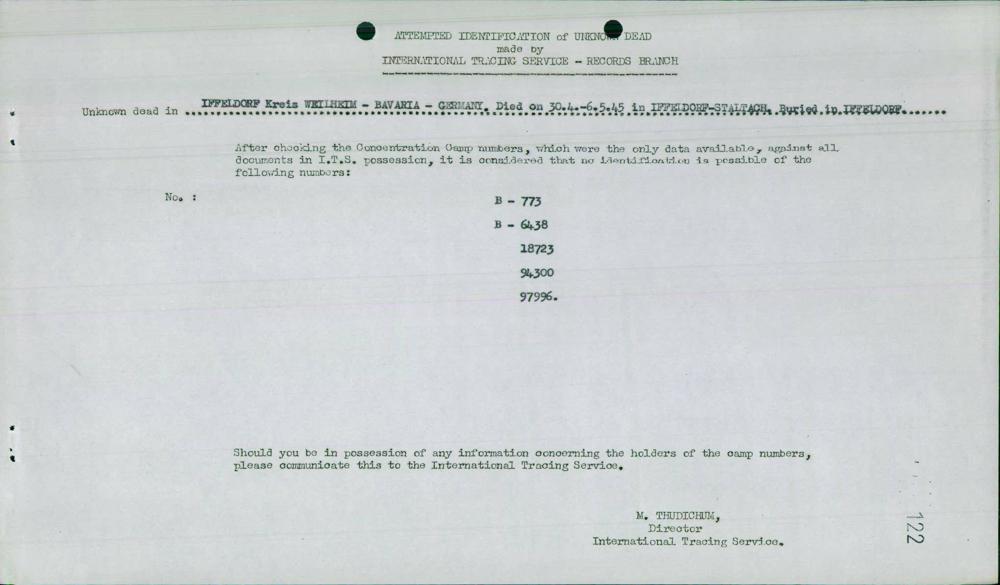 ATTEMPTED IDENTIFICATION of UNKNOWN DEAD
made by
INTERNATIONAL TRACING SERVICE - RECORDS BRANCH
Unknown dead in .. IFFELDORF Kreis WEILHEIM - BAVARIA - GERMANY. Died on 30.4.-6.5.45 in IFFELDORF-STALTACH. Buried in IFFELDORF.......
After checking the Concentration Camp numbers, which were the only data available, against all
documents in I.T.S. possession, it is considered that no identification is possible of the
following numbers:
No. :
B - 773
B - 6438
18723
94300
97996.
Should you be in possession of any information concerning the holders of the camp numbers,
please communicate this to the International Tracing Service.
M. THUDICHUM,
Director
International Tracing Service.
122